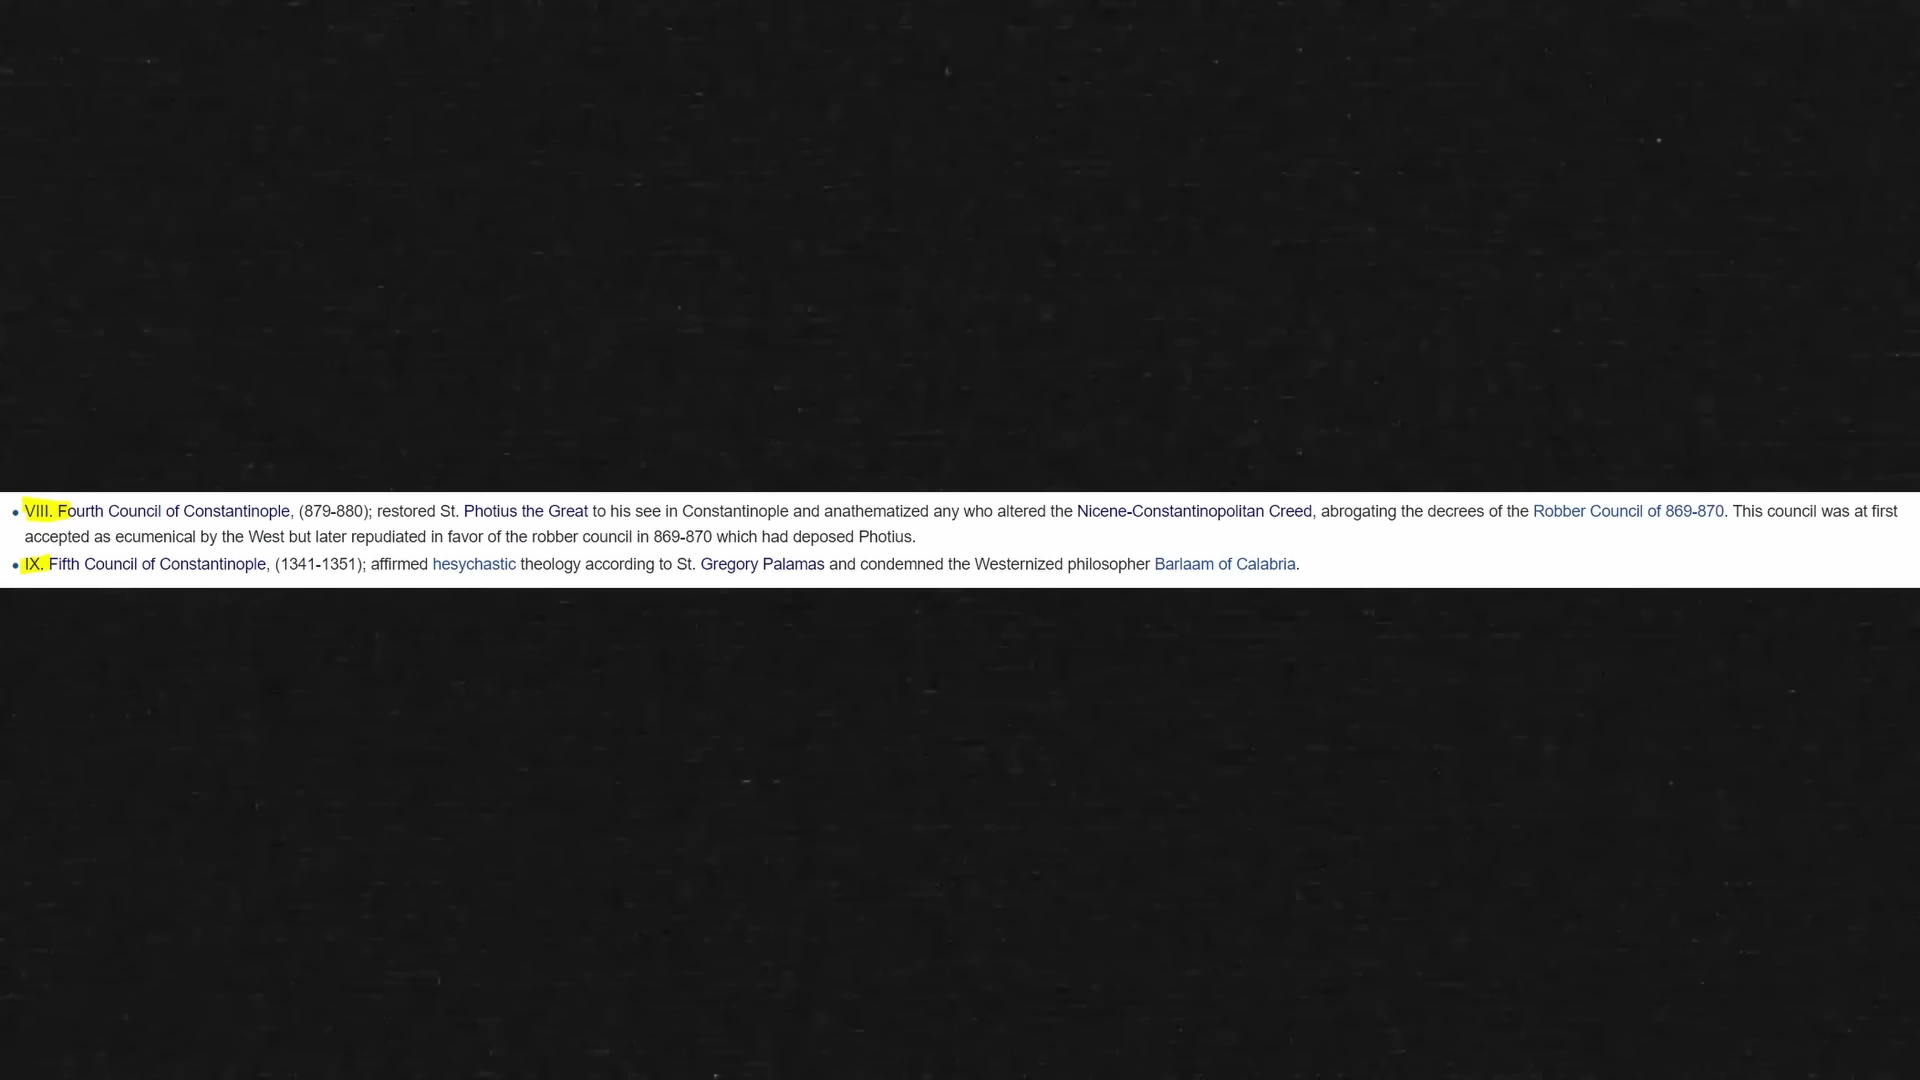 • VIII. Fourth Council of Constantinople, (879-880); restored St. Photius the Great to his see in Constantinople and anathematized any who altered the Nicene-Constantinopolitan Creed, abrogating the decrees of the Robber Council of 869-870. This council was at first
accepted as ecumenical by the West but later repudiated in favor of the robber council in 869-870 which had deposed Photius.
• IX. Fifth Council of Constantinople, (1341-1351); affirmed hesychastic theology according to St. Gregory Palamas and condemned the Westernized philosopher Barlaam of Calabria.